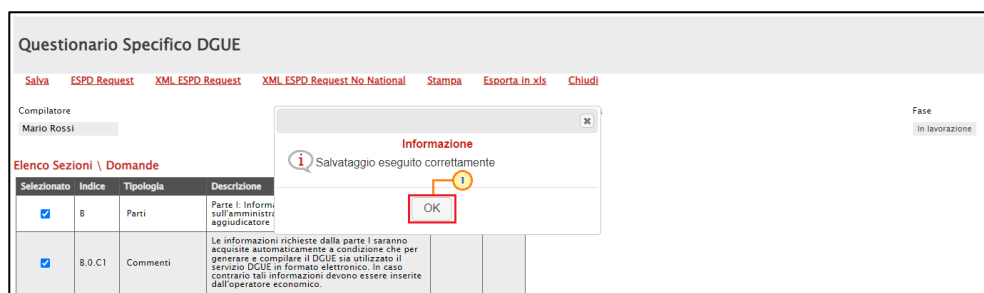 Questionario Specifico DGUE
Salva ESPD Request XML ESPD Request XML ESPD Request No National Stampa Esporta in xls Chiudi
Compilatore
Fase
Mario Rossi
In lavorazione
Informazione
Salvataggio eseguito correttamente
1
OK
Elenco Sezioni \ Domande
Selezionato Indice Tipologia Descrizione
B Parti
Parte I:
sull'amministra
aggiudicatore
B.0.C1 Commenti
Le informazioni richieste dalla parte I saranno
acquisite automaticamente a condizione che per
generare e compilare il DGUE sia utilizzato il
servizio DGUE in formato elettronico. In caso
contrario tali informazioni devono essere inserite
dall'operatore economico.